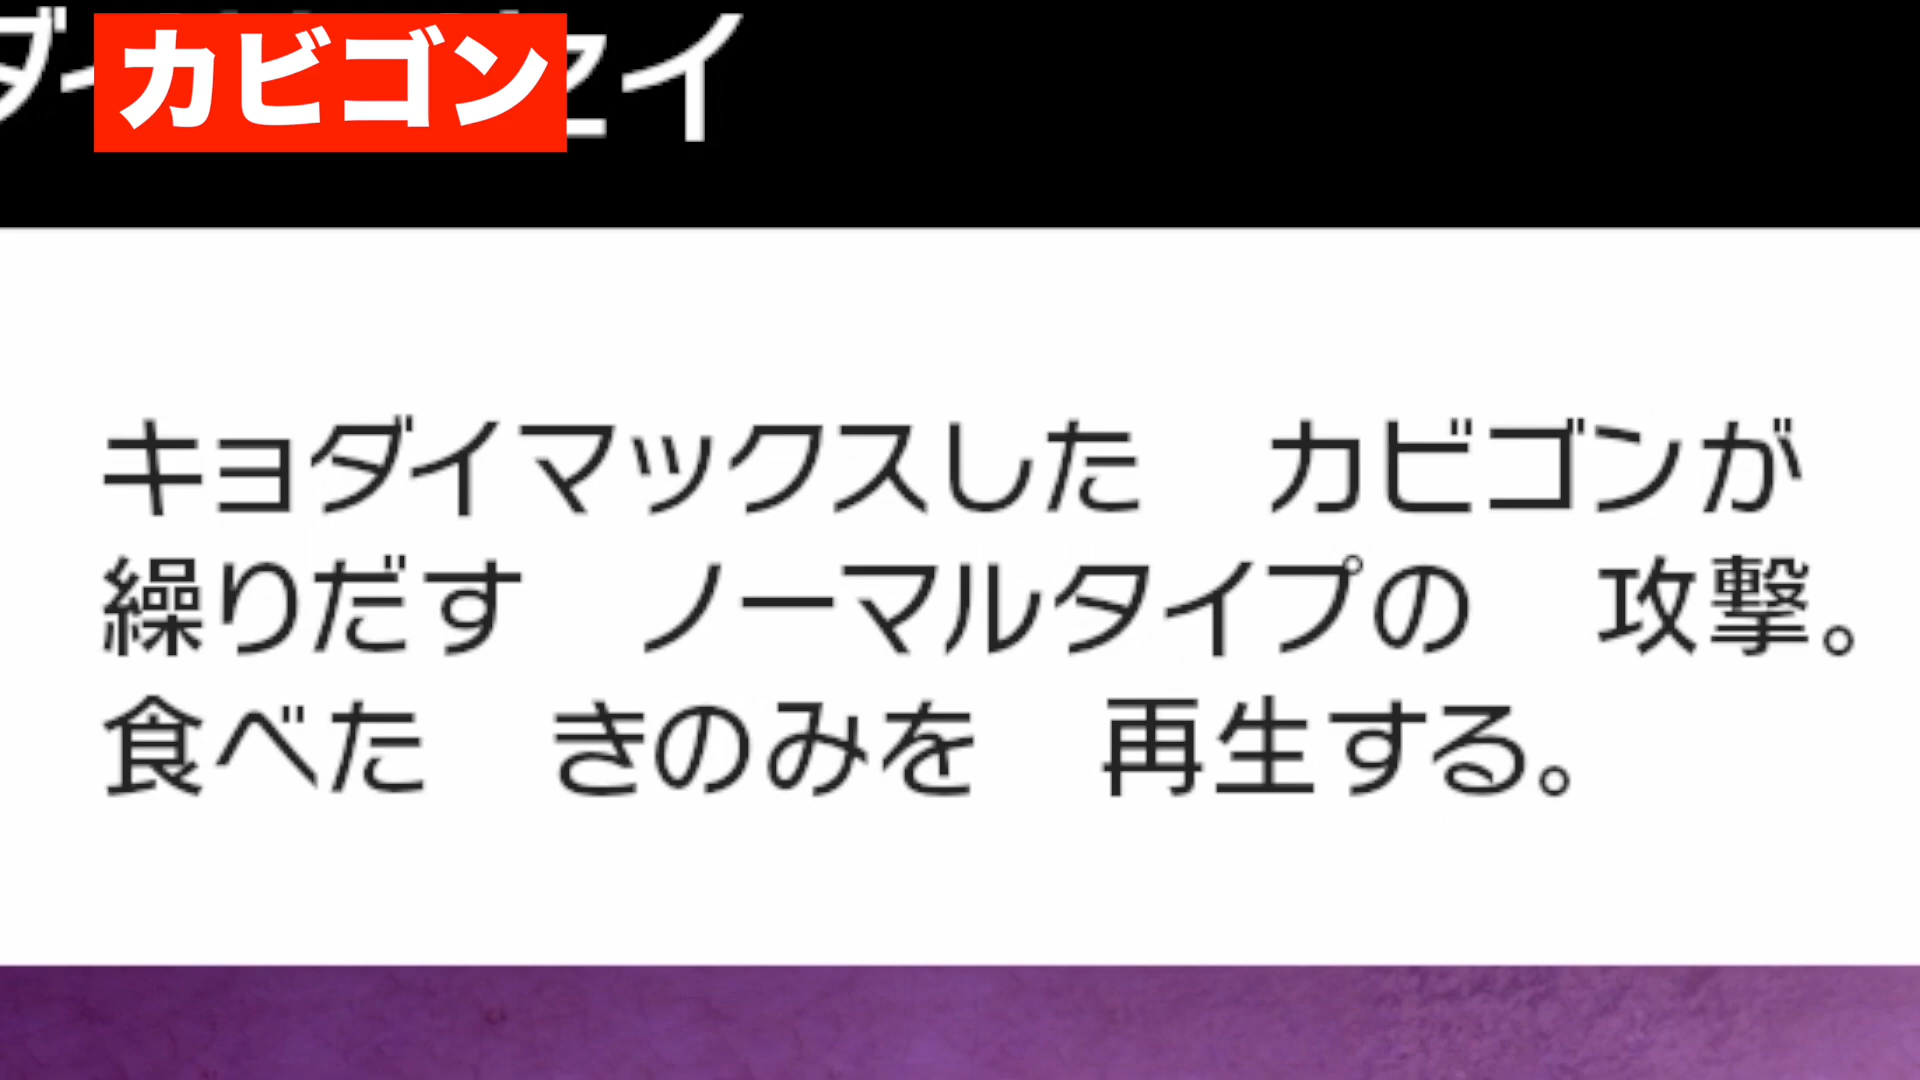 カビゴン
キョダイマックスした　カビゴンが
繰りだす　ノーマルタイプの　攻撃。
食べた　きのみを　再生する。